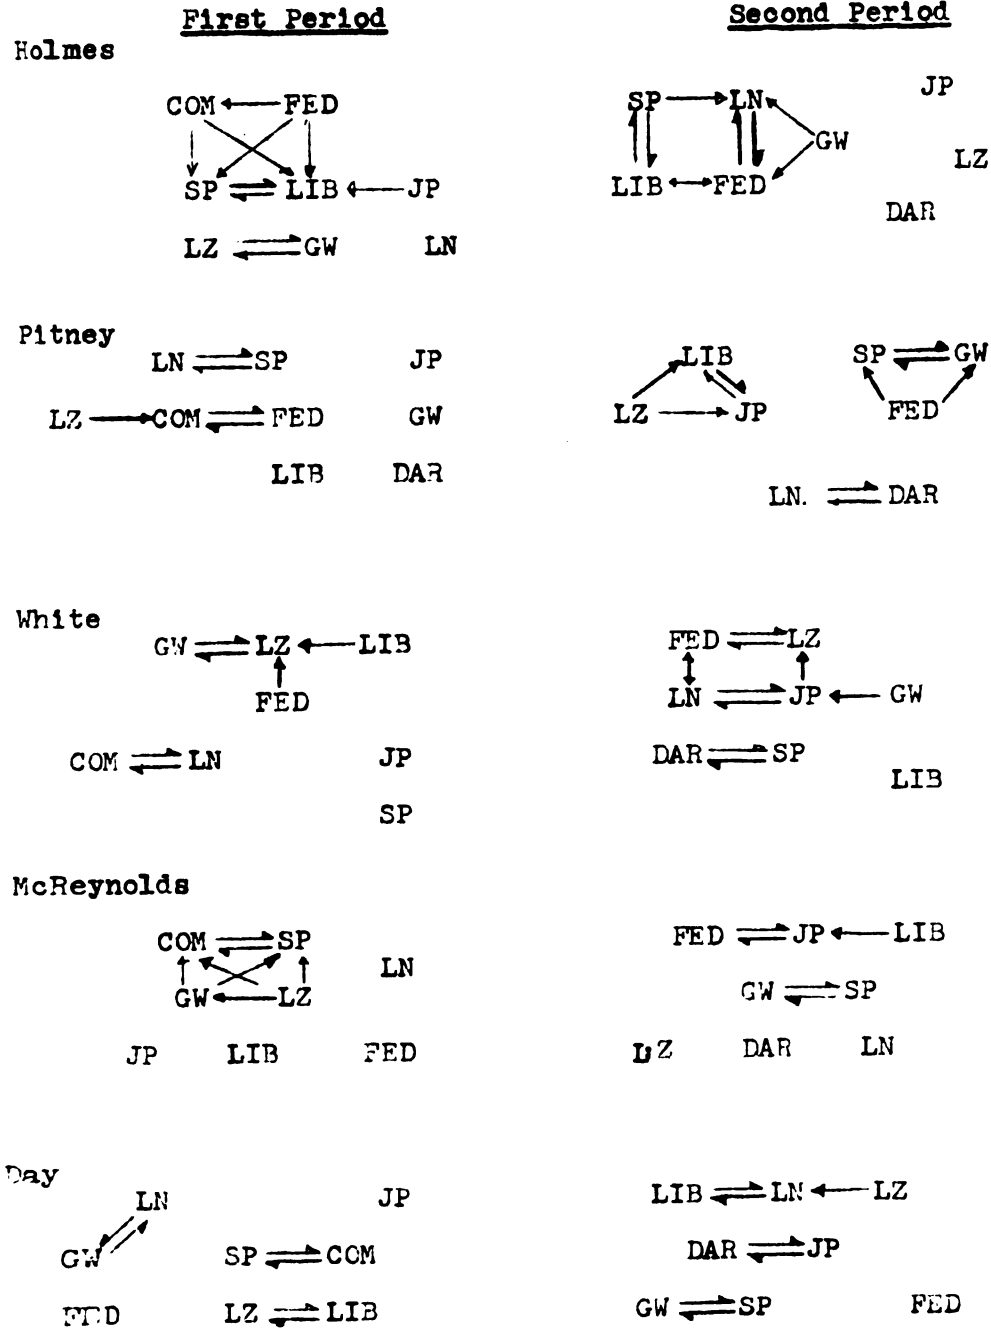 First Period Second Period
Holmes
COM FED SP LN JP
GW
LZ
SP LIB JP LIB FED
DAR
LZ GW LN
Pitney
LN SP JP LIB SP GW
LZ COM FED GW LZ JP FED
LIB DAR
LN. DAR
White
GW LZ LIB FED LZ
FED LN JP GW
COM LN JP DAR SP
LIB
SP
McReynolds
COM SP FED JP LIB
LN
GW LZ GW SP
JP LIB FED LZ DAR LN
Day
LN JP LIB LN LZ
GW SP COM DAR JP
FED LZ LIB GW SP FED